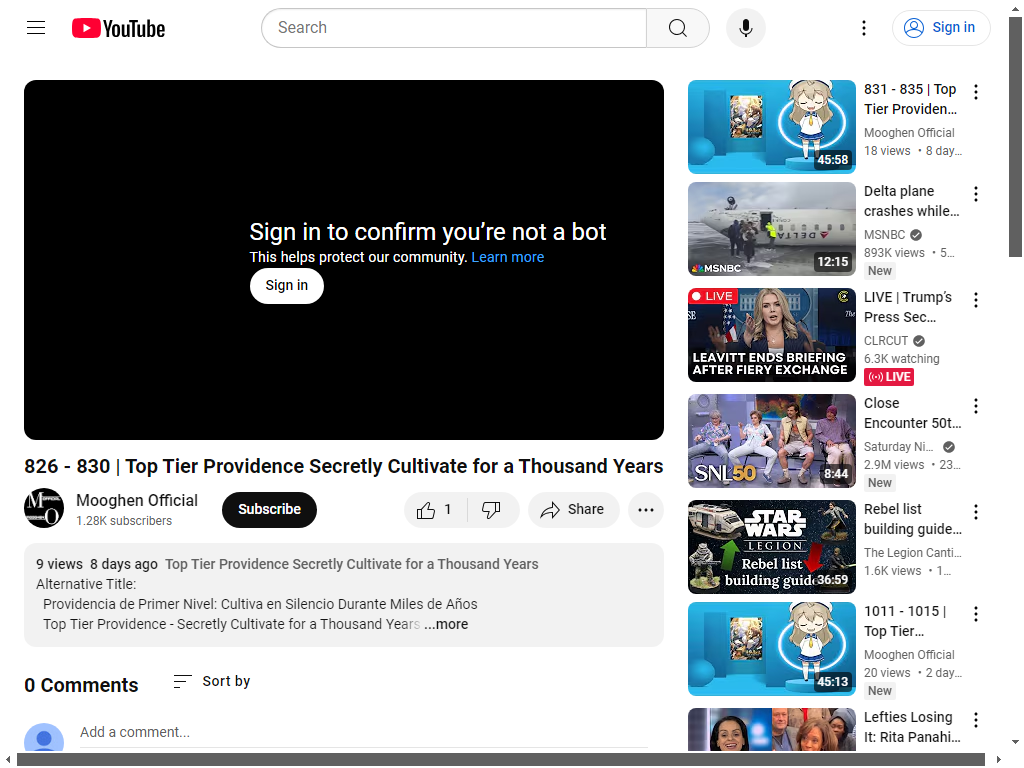 YouTube
Search
Sign in
Sign in to confirm you're not a bot
This helps protect our community. Learn more
Sign in
826 - 830 | Top Tier Providence Secretly Cultivate for a Thousand Years
Mooghen Official
1.28K subscribers
Subscribe
1
Share
9 views 8 days ago Top Tier Providence Secretly Cultivate for a Thousand Years
Alternative Title:
Providencia de Primer Nivel: Cultiva en Silencio Durante Miles de Años
Top Tier Providence - Secretly Cultivate for a Thousand Years ...more
0 Comments
Sort by
Add a comment...
45:58
831 - 835 | Top
Tier Providen...
Mooghen Official
18 views • 8 day...
DELTA
MSNBC
12:15
Delta plane
crashes while...
MSNBC
893K views • 5...
New
LIVE
LEAVITT ENDS BRIEFING
AFTER FIERY EXCHANGE
LIVE | Trump's
Press Sec...
CLRCUT
6.3K watching
LIVE
SNL50
8:44
Close
Encounter 50t...
Saturday Ni...
2.9M views • 23...
New
STAR
WARS
LEGION
Rebel list
building guide
36:59
Rebel list
building guide...
The Legion Canti...
1.6K views • 1...
45:13
1011 - 1015 |
Top Tier...
Mooghen Official
20 views • 2 day...
New
Lefties Losing
It: Rita Panahi...